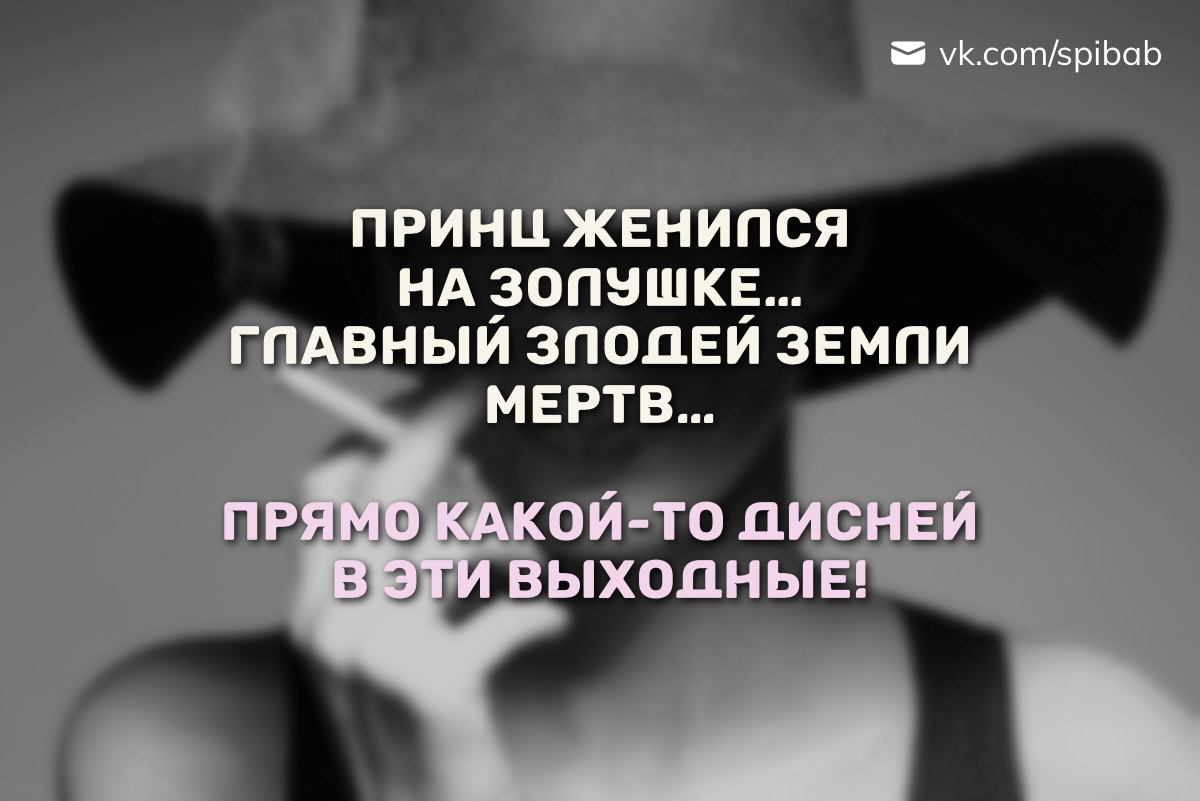 vk.com/spibab
ПРИНЦ ЖЕНИЛСЯ
НА ЗОЛУШКЕ...
ГЛАВНЫЙ ЗЛОДЕЙ ЗЕМЛИ
МЕРТВ...
ПРЯМО КАКОЙ-ТО ДИСНЕЙ
В ЭТИ ВЫХОДНЫЕ!